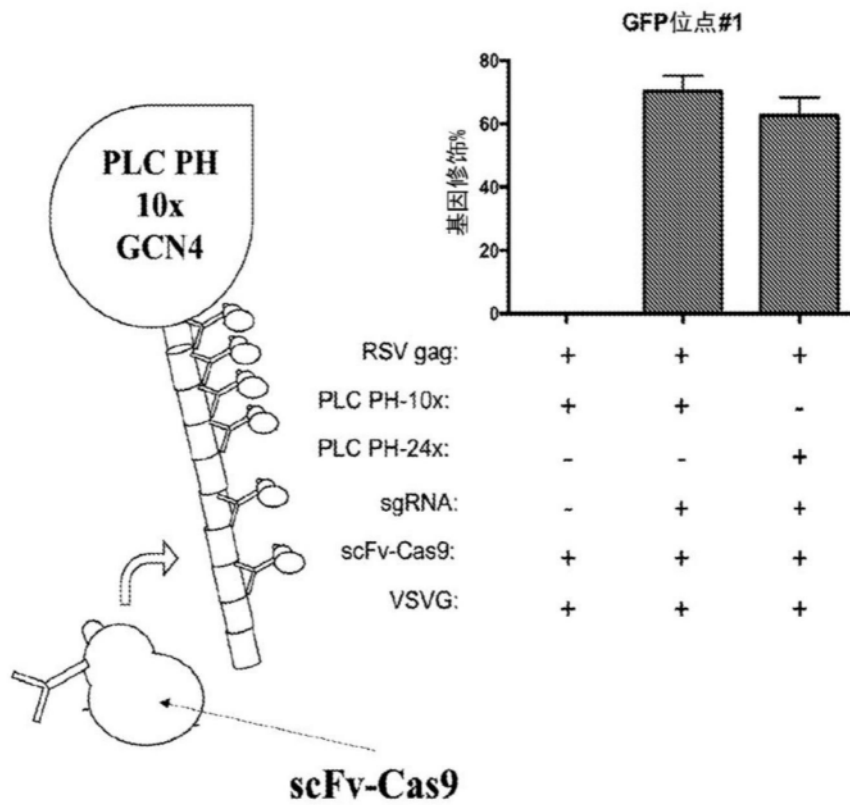 PLC PH
10x
GCN4
scFv-Cas9
GFP位点#1
基因修饰%
80
60
40
20
0
RSV gag: + + +
PLC PH-10x: + + -
PLC PH-24x: - - +
sgRNA: - + +
scFv-Cas9: + + +
VSVG: + + +